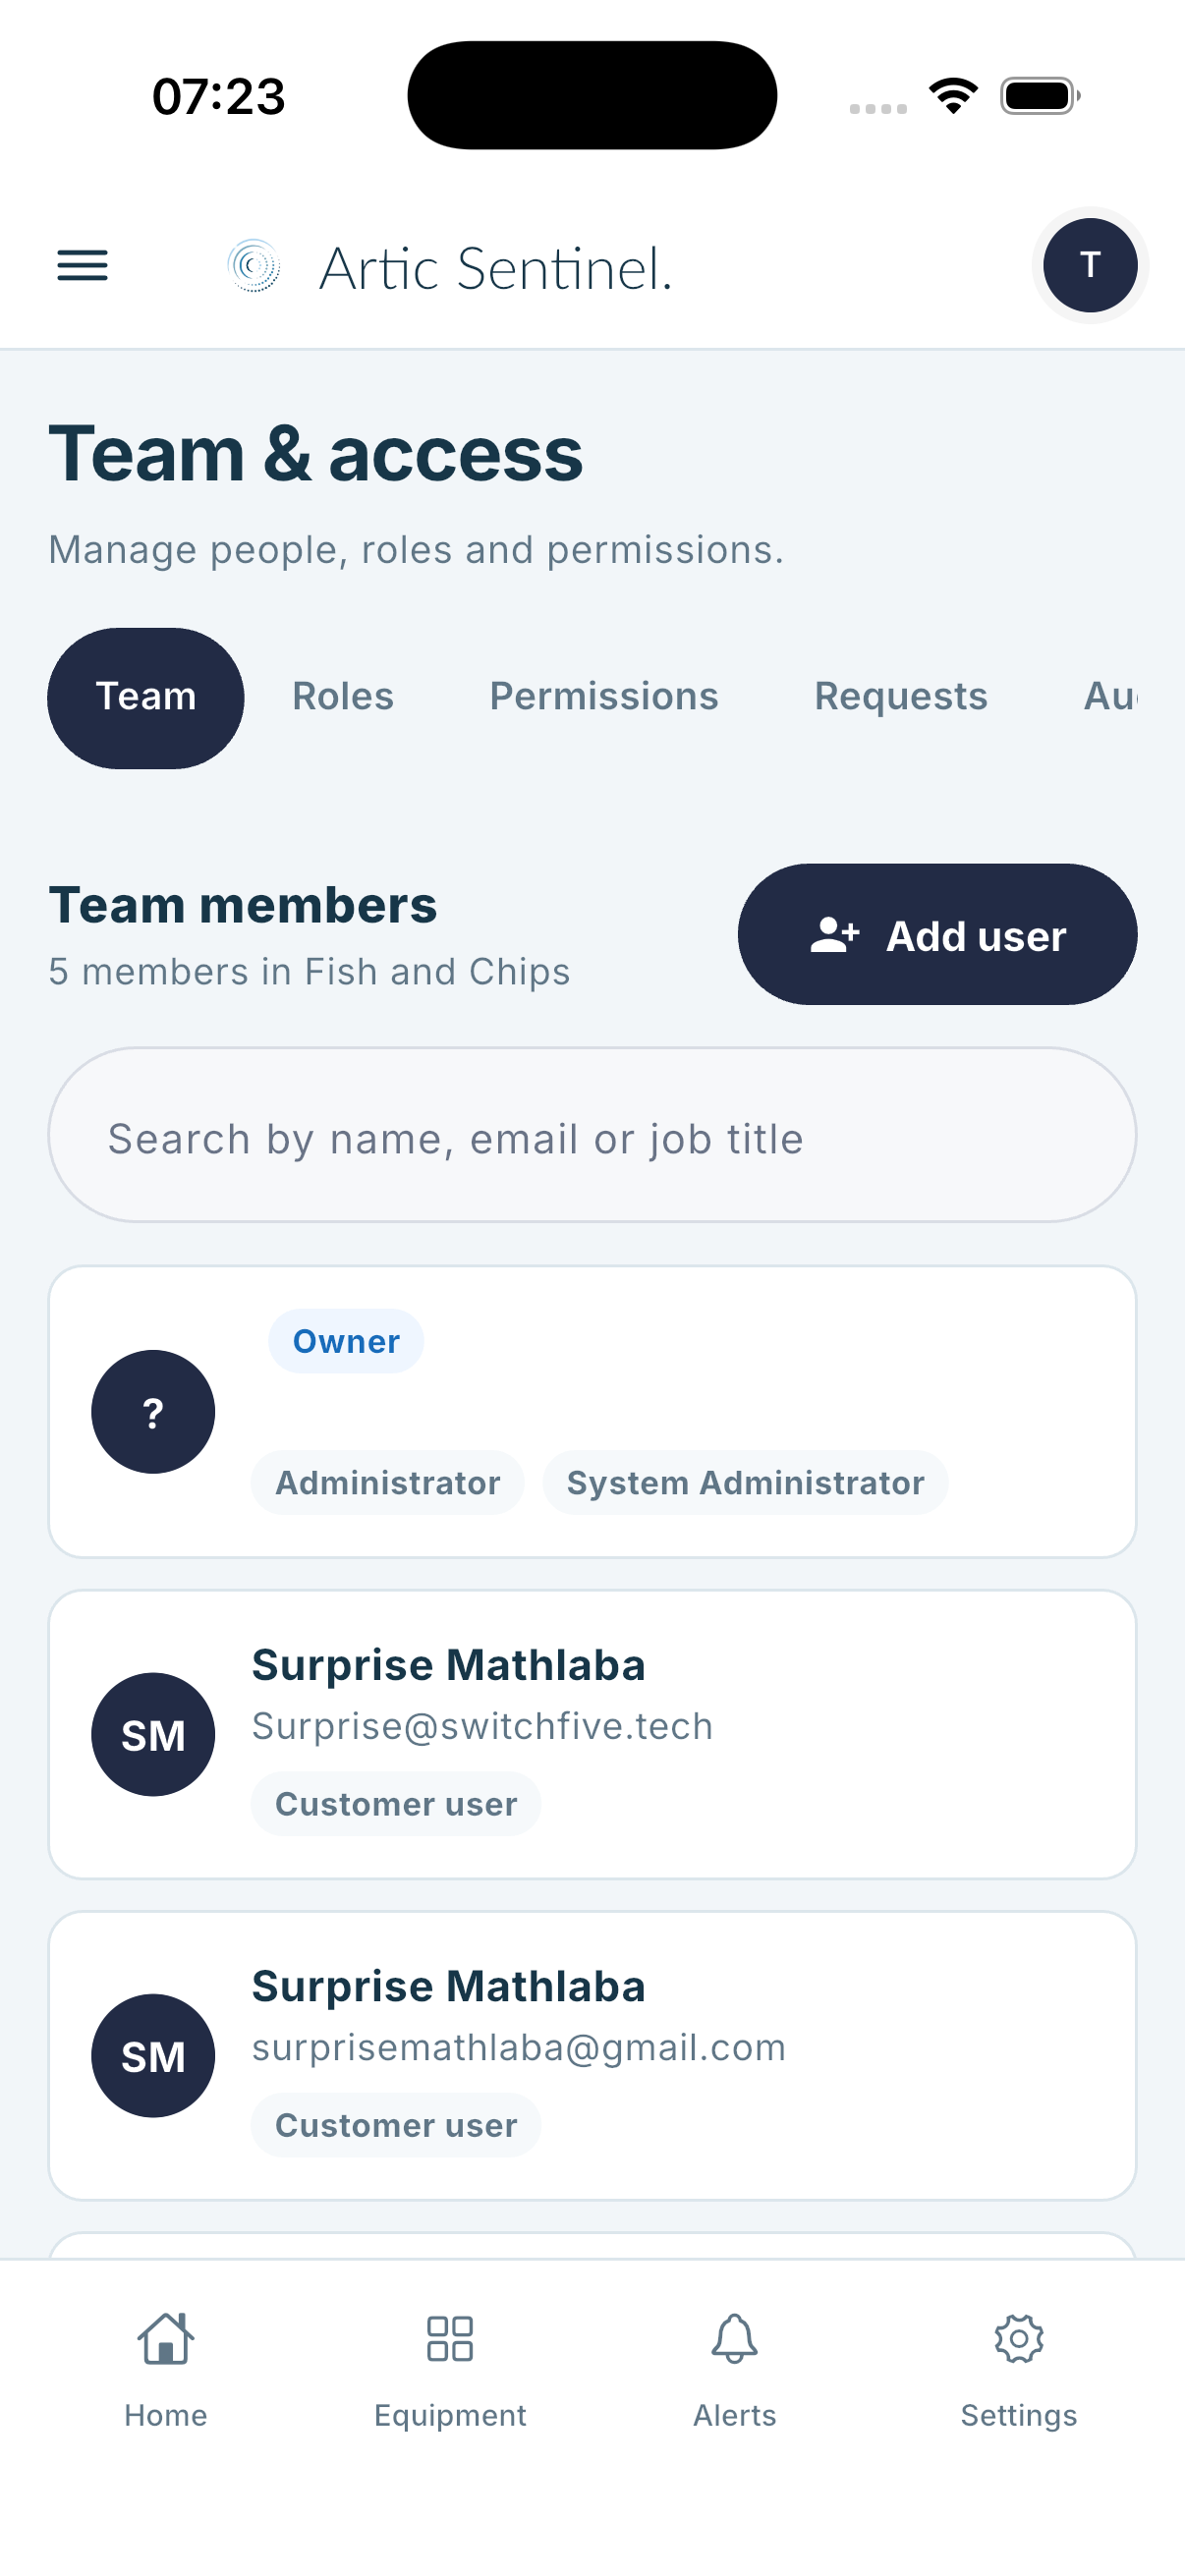 07:23
Artic Sentinel.
T
Team & access
Manage people, roles and permissions.
Team Roles Permissions Requests
Team members
5 members in Fish and Chips
Add user
Search by name, email or job title
Owner
?
Administrator System Administrator
Surprise Mathlaba
SM
Surprise@switchfive.tech
Customer user
Surprise Mathlaba
SM
surprisemathlaba@gmail.com
Customer user
Home Equipment Alerts Settings